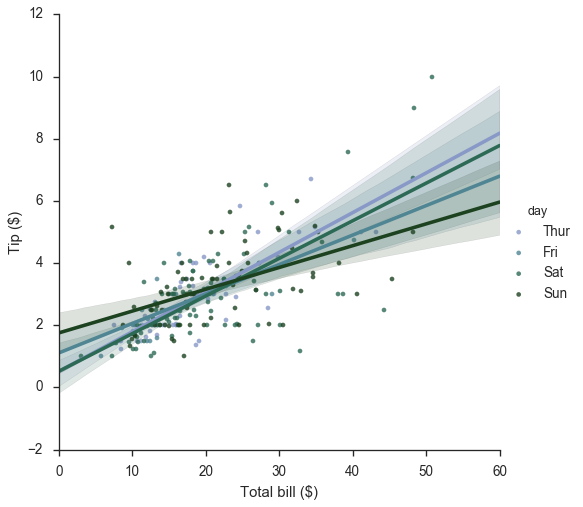 12
10
8
6
4
2
0
−2
Tip ($)
0 10 20 30 40 50 60
Total bill ($)
day
Thur
Fri
Sat
Sun